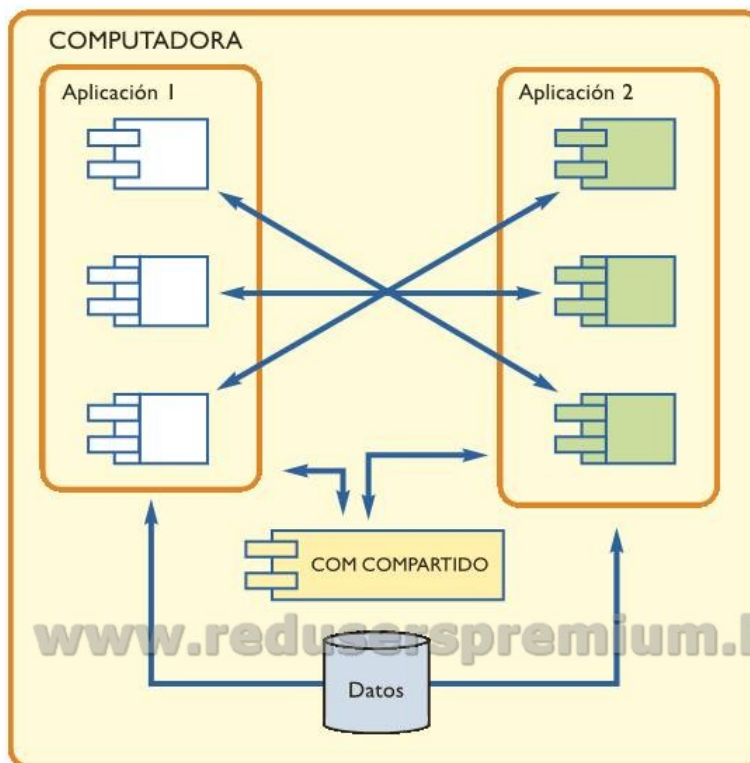 COMPUTADORA
Aplicación 1
Aplicación 2
COM COMPARTIDO
www.reduserspremium.
Datos